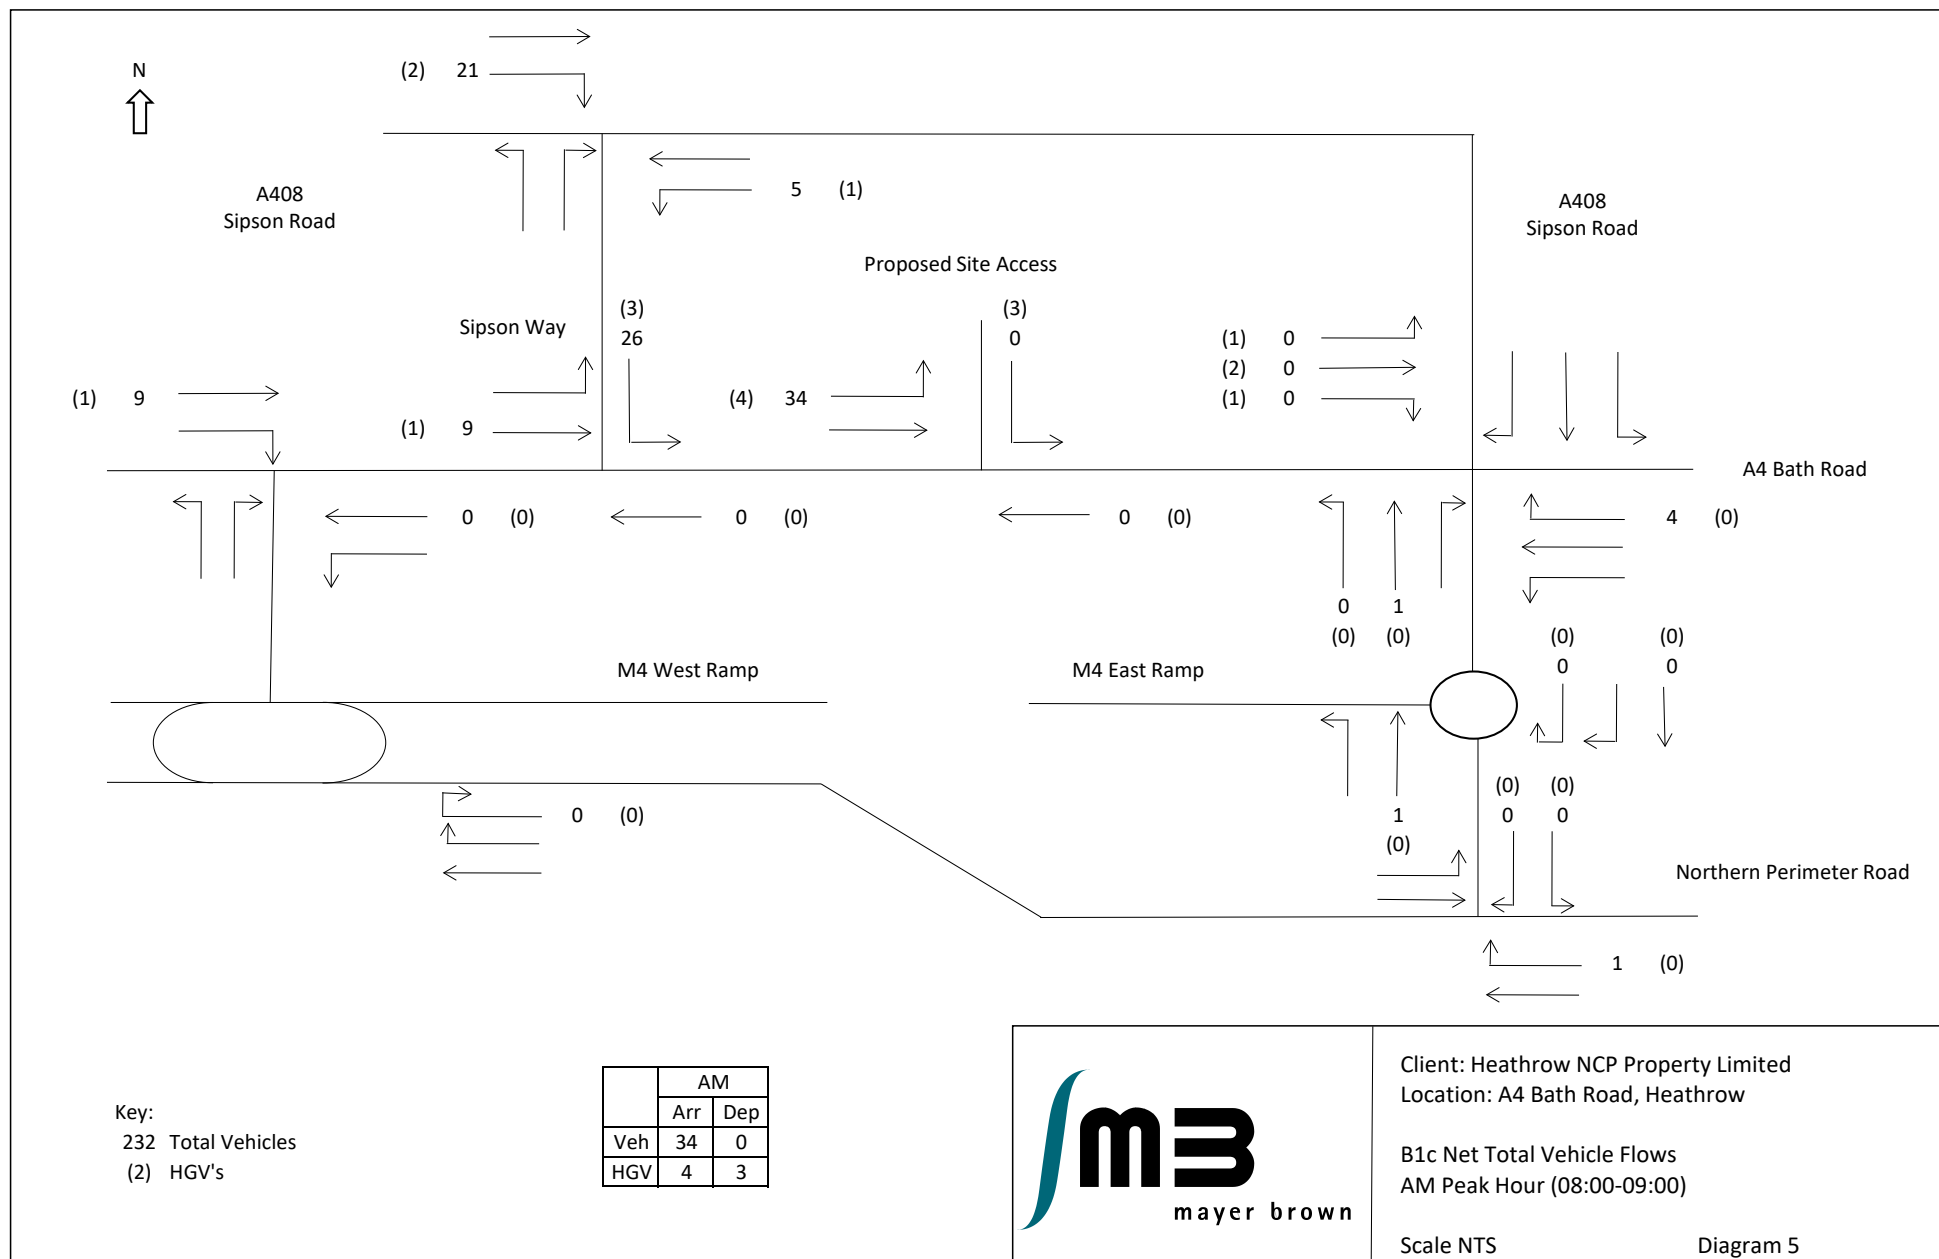 N
(2) 21
A408
Sipson Road
5 (1)
A408
Sipson Road
Proposed Site Access
Sipson Way
(3)
26
(3)
0
(1) 0
(2) 0
(1) 0
(1) 9
(1) 9
(4) 34
A4 Bath Road
0 (0)
0 (0)
0 (0)
4 (0)
0 1
(0) (0)
(0) (0)
0 0
M4 West Ramp
M4 East Ramp
0 (0)
1
(0)
(0) (0)
0 0
Northern Perimeter Road
1 (0)
Key:
232 Total Vehicles
(2) HGV's
AM
Arr Dep
Veh 34 0
HGV 4 3
mayer brown
Client: Heathrow NCP Property Limited
Location: A4 Bath Road, Heathrow
B1c Net Total Vehicle Flows
AM Peak Hour (08:00-09:00)
Scale NTS Diagram 5